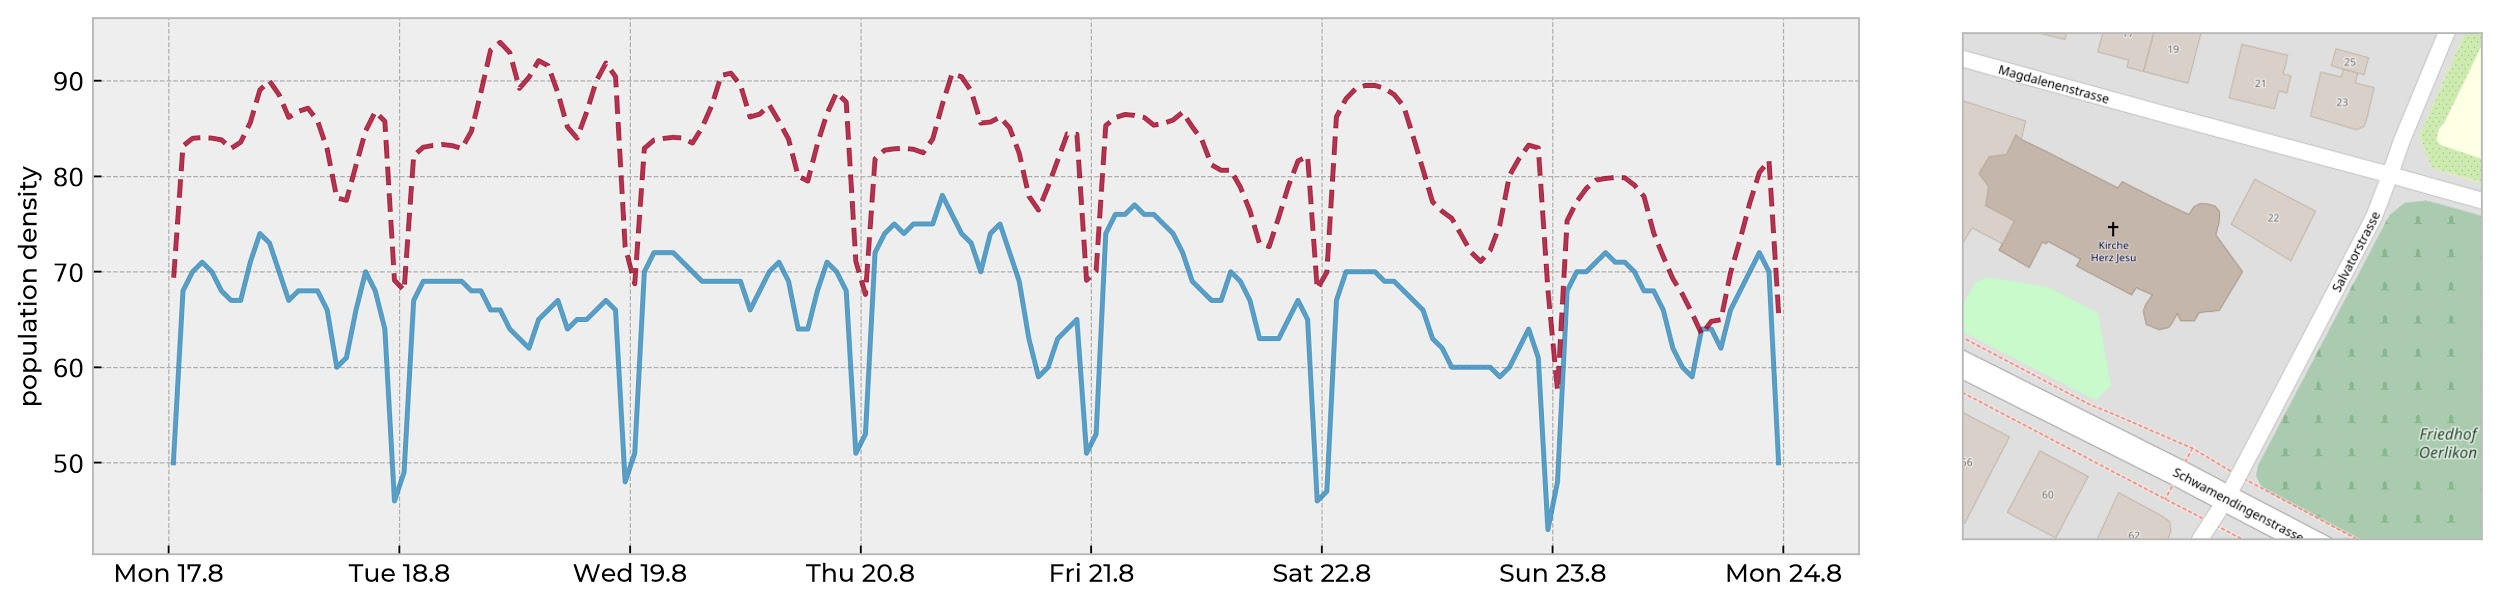 population density
90
80
70
60
50
Mon 17.8
Tue 18.8
Wed 19.8
Thu 20.8
Fri 21.8
Sat 22.8
Sun 23.8
Mon 24.8
19
25
21
23
Magdalenenstrasse
22
Kirche
Herz Jesu
Salvatorstrasse
Friedhof
Oerlikon
Schwamendingenstrasse
60
62